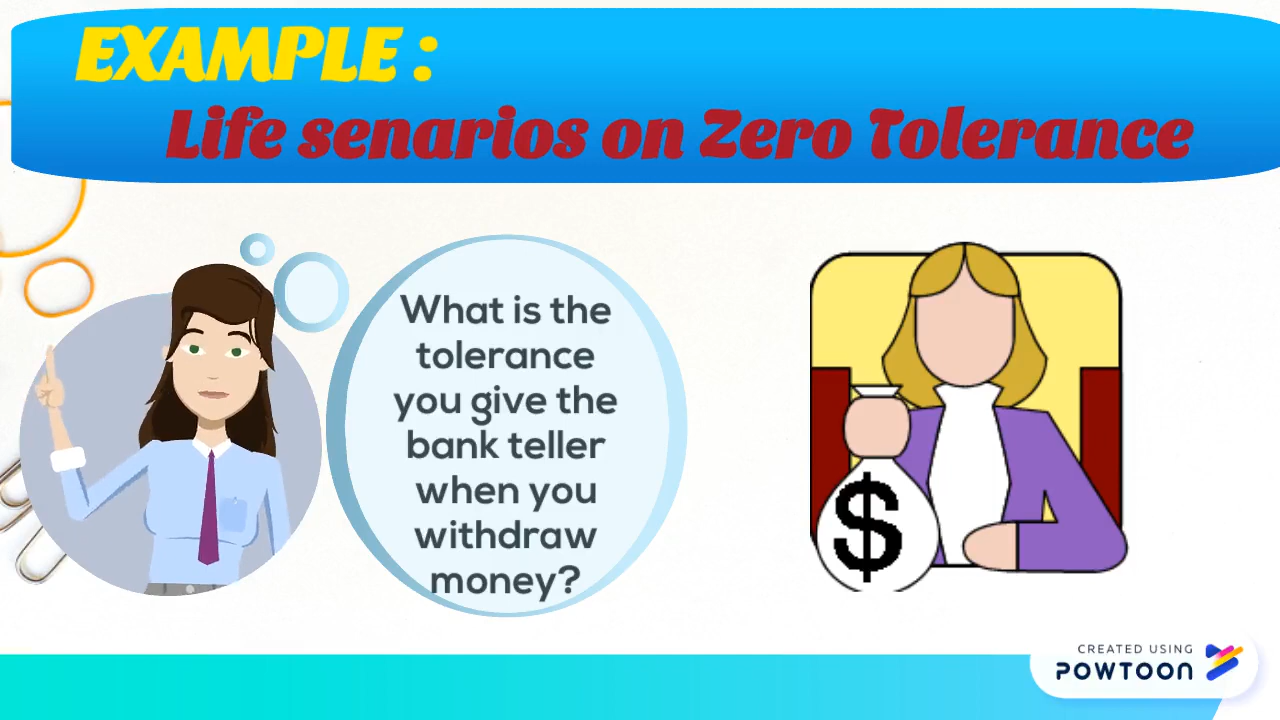 EXAMPLE :
Life senarios on Zero Tolerance
What is the
tolerance
you give the
bank teller
when you
withdraw
money?
$
CREATED USING
POWTOON